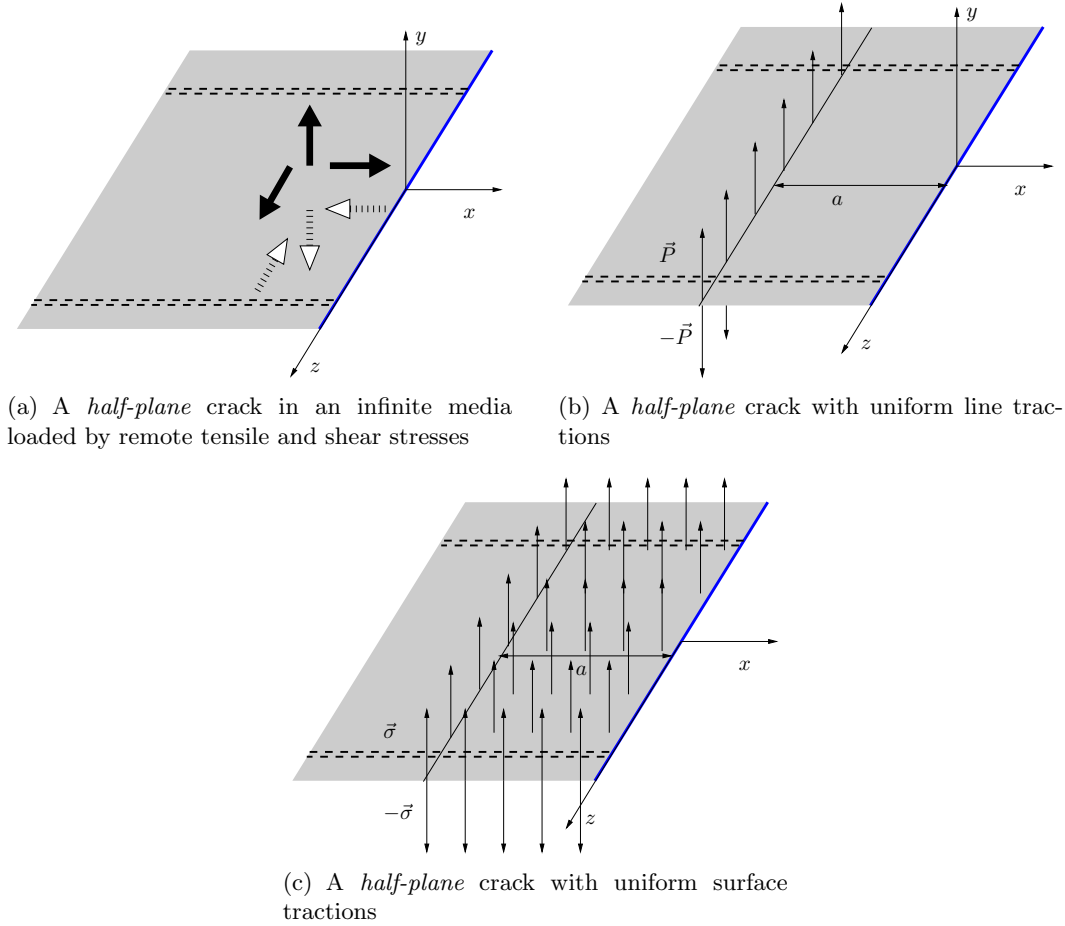 y
x
z
(a) A half-plane crack in an infinite media
loaded by remote tensile and shear stresses
y
x
a
P⃗
−P⃗
z
(b) A half-plane crack with uniform line trac-
tions
x
a
σ⃗
−σ⃗
z
(c) A half-plane crack with uniform surface
tractions